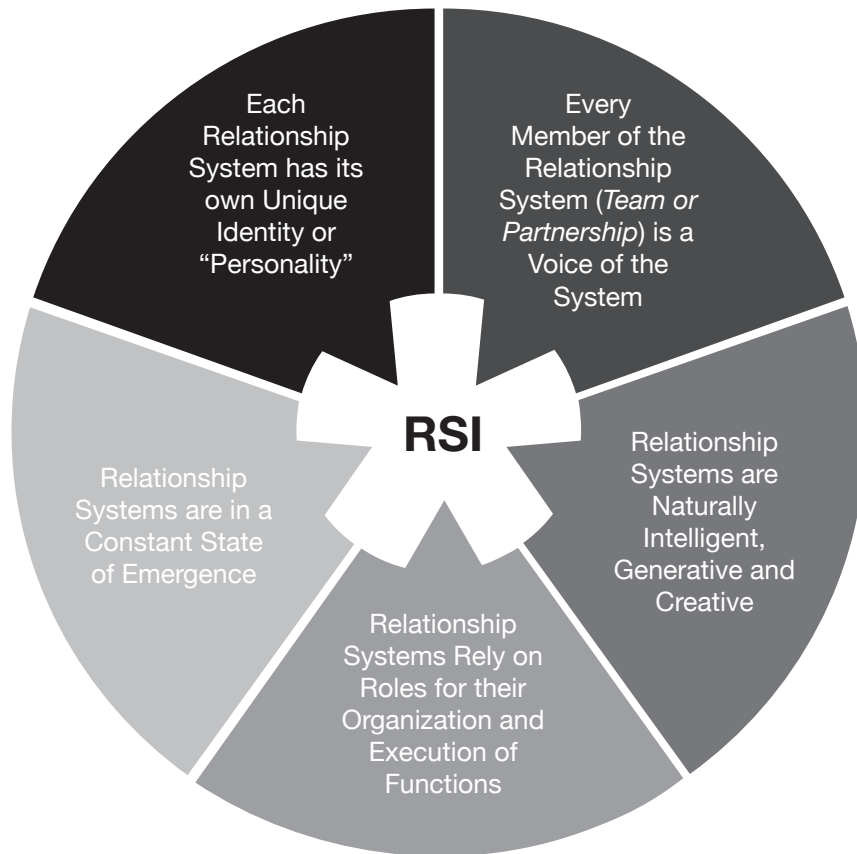 Each
Relationship
System has its
own Unique
Identity or
“Personality”
Every
Member of the
Relationship
System (Team or
Partnership) is a
Voice of the
System
RSI
Relationship
Systems are
Naturally
Intelligent,
Generative and
Creative
Relationship
Systems are in a
Constant State
of Emergence
Relationship
Systems Rely on
Roles for their
Organization and
Execution of
Functions